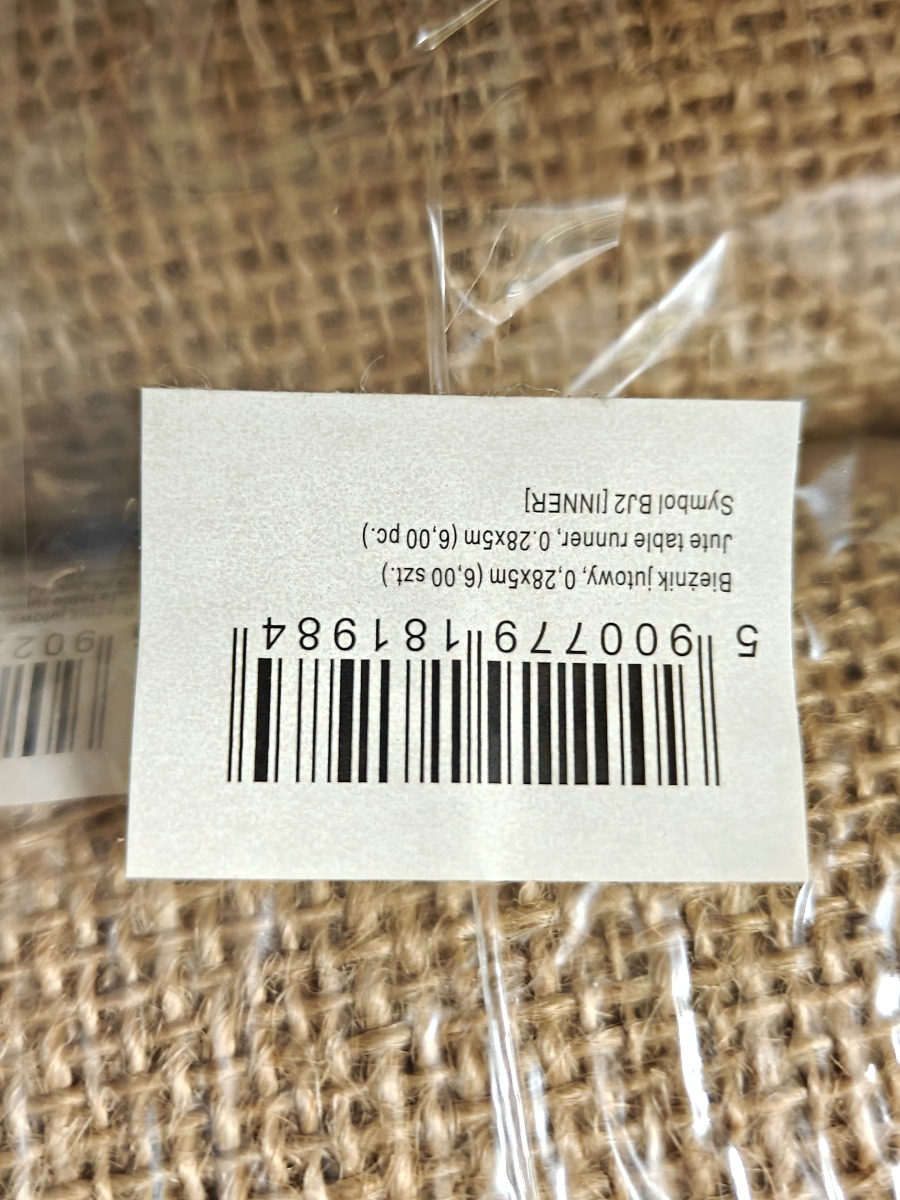 5 900779 181984
Bieżnik jutowy, 0,28x5m (6,00 szt.)
Jute table runner, 0.28x5m (6,00 pc.)
Symbol BJ2 [INNER]
902